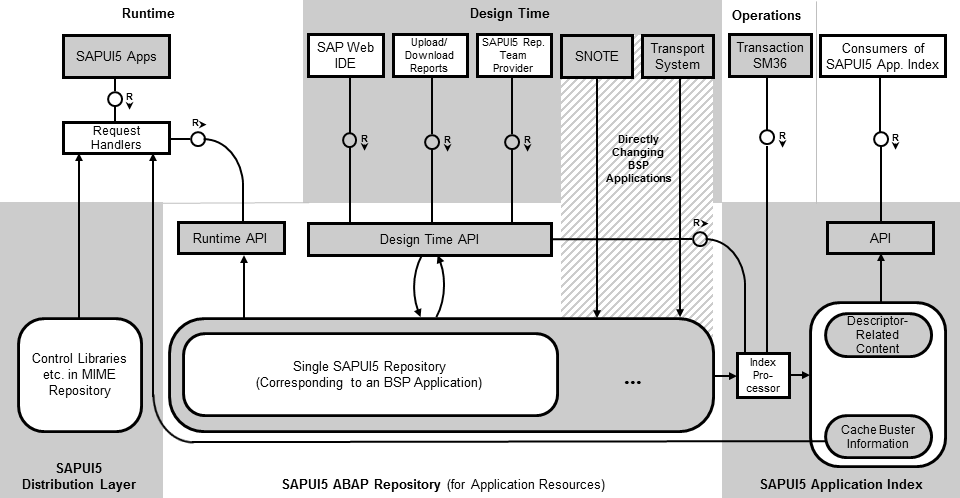 Runtime
Design Time
Operations
SAPUI5 Apps
SAP Web
IDE
Upload/
Download
Reports
SAPUI5 Rep.
Team
Provider
SNOTE
Transport
System
Transaction
SM36
Consumers of
SAPUI5 App. Index
R
Request
Handlers
R
R
R
R
Directly
Changing
BSP
Applications
R
R
Runtime API
Design Time API
R
API
Control Libraries
etc. in MIME
Repository
Single SAPUI5 Repository
(Corresponding to an BSP Application)
...
Index
Pro-
cessor
Descriptor-
Related
Content
Cache Buster
Information
SAPUI5
Distribution Layer
SAPUI5 ABAP Repository (for Application Resources)
SAPUI5 Application Index